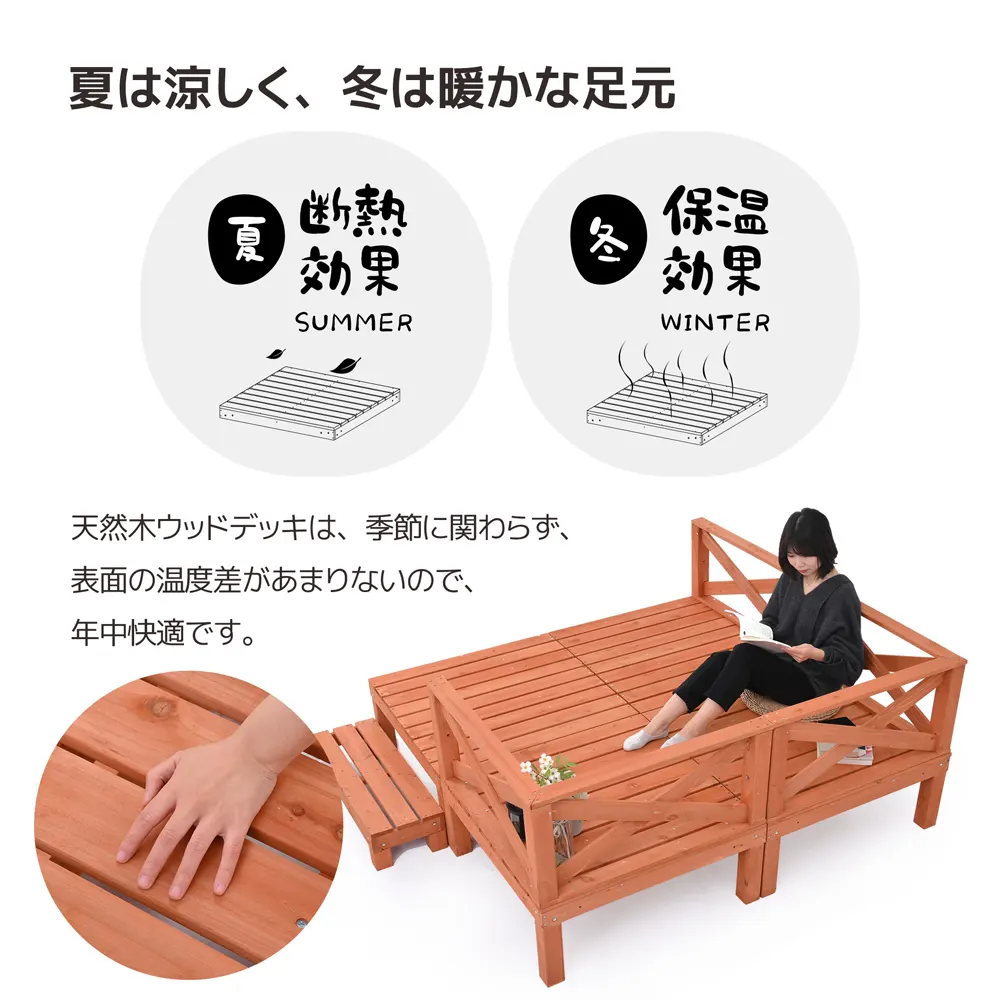 夏は涼しく、冬は暖かな足元
夏
断熱
効果
SUMMER
冬
保温
効果
WINTER
天然木ウッドデッキは、季節に関わらず、
表面の温度差があまりないので、
年中快適です。